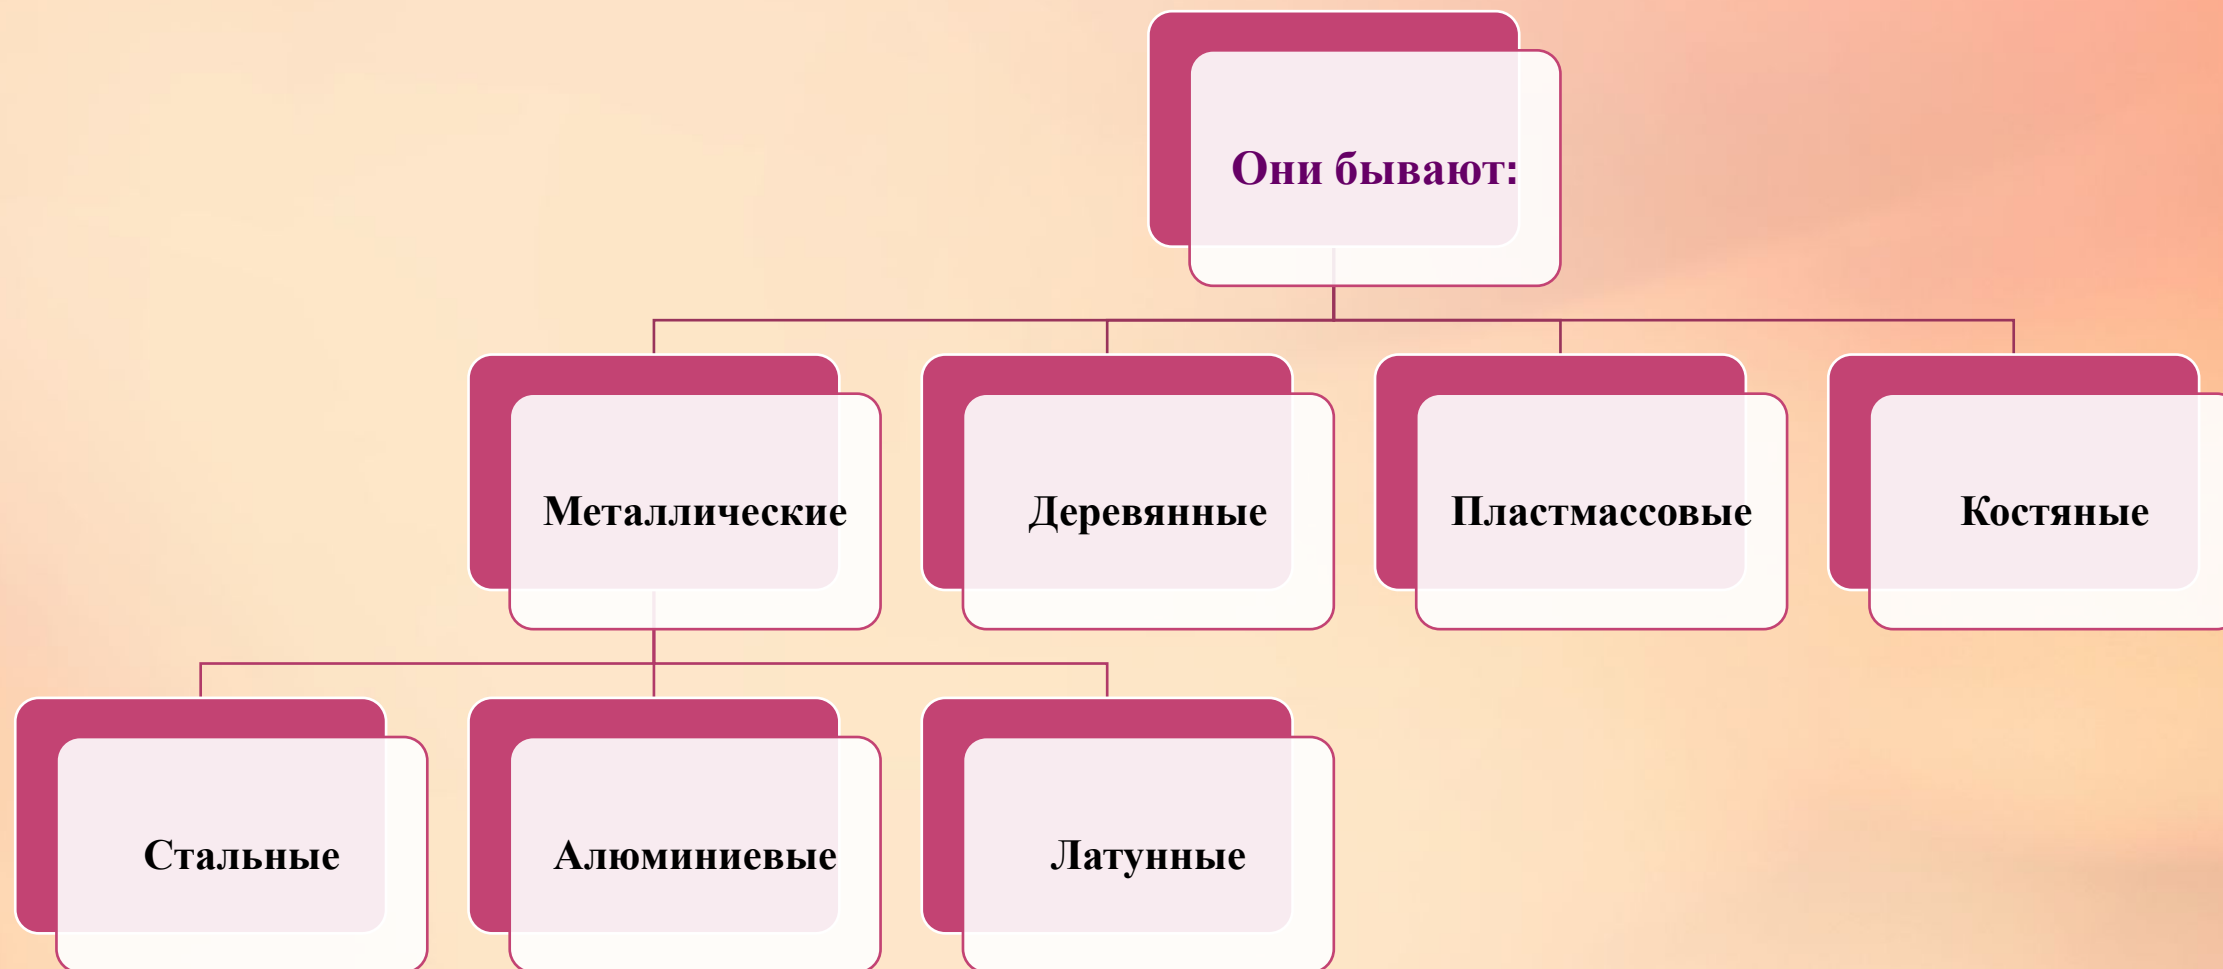 Они бывают:
Металлические
Деревянные
Пластмассовые
Костяные
Стальные
Алюминиевые
Латунные